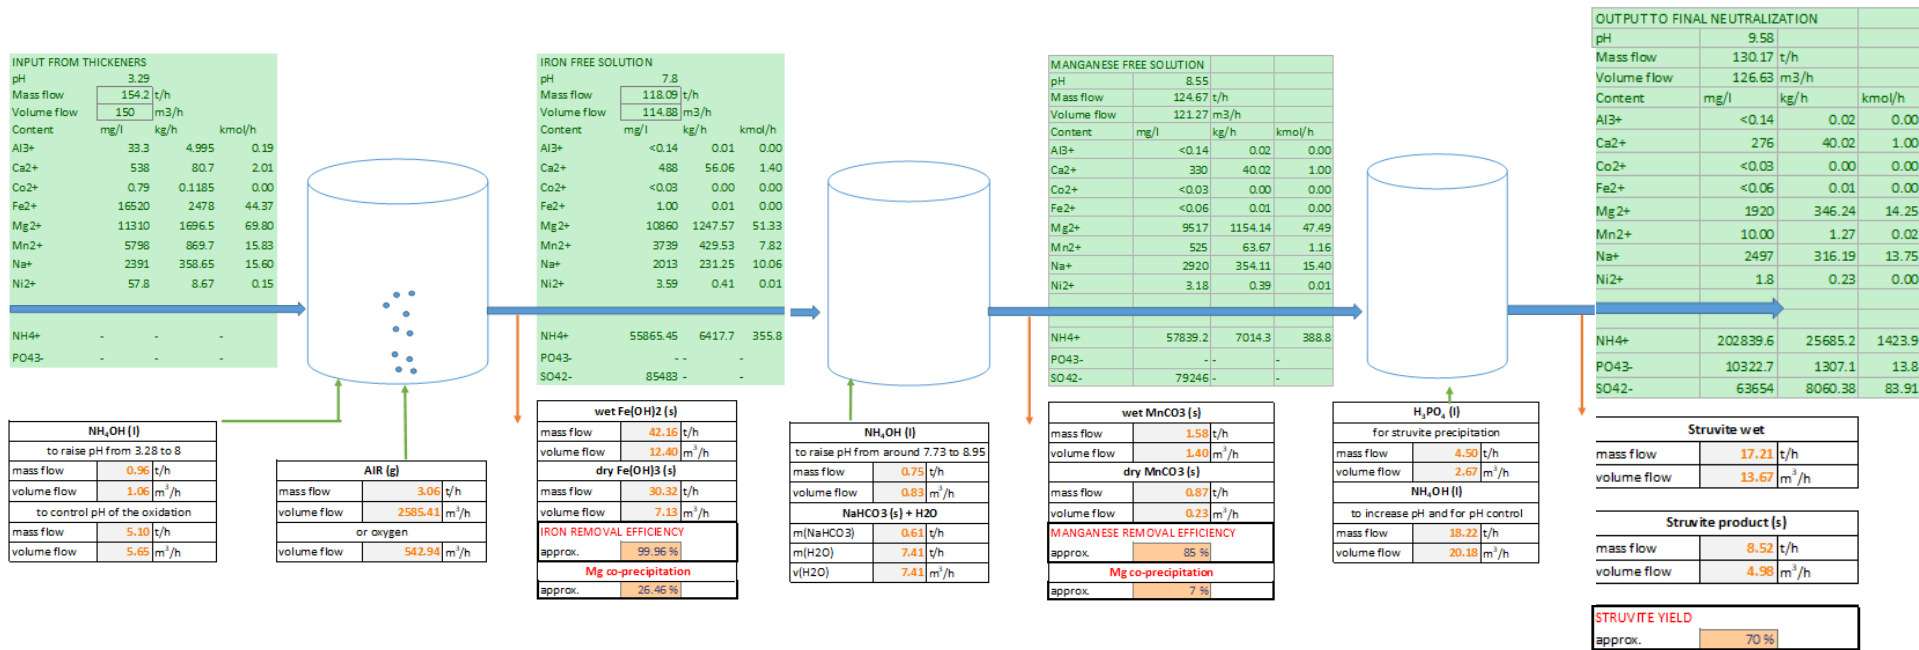 INPUT FROM THICKENERS
pH 3.29
Mass flow 154.2 t/h
Volume flow 150 m3/h
Content mg/l kg/h kmol/h
Al3+ 33.3 4.995 0.19
Ca2+ 538 80.7 2.01
Co2+ 0.79 0.1185 0.00
Fe2+ 16520 2478 44.37
Mg2+ 11310 1696.5 69.80
Mn2+ 5798 869.7 15.83
Na+ 2391 358.65 15.60
Ni2+ 57.8 8.67 0.15
NH4+ - - -
PO43- - - -
NH₄OH (l)
to raise pH from 3.28 to 8
mass flow 0.96 t/h
volume flow 1.06 m³/h
to control pH of the oxidation
mass flow 5.10 t/h
volume flow 5.65 m³/h
AIR (g)
mass flow 3.06 t/h
volume flow 2585.41 m³/h
or oxygen
volume flow 542.94 m³/h
IRON FREE SOLUTION
pH 7.8
Mass flow 118.09 t/h
Volume flow 114.88 m3/h
Content mg/l kg/h kmol/h
Al3+ <0.14 0.01 0.00
Ca2+ 488 56.06 1.40
Co2+ <0.03 0.00 0.00
Fe2+ 1.00 0.01 0.00
Mg2+ 10860 1247.57 51.33
Mn2+ 3739 429.53 7.82
Na+ 2013 231.25 10.06
Ni2+ 3.59 0.41 0.01
NH4+ 55865.45 6417.7 355.8
PO43- - - -
SO42- 85483 - -
wet Fe(OH)2 (s)
mass flow 42.16 t/h
volume flow 12.40 m³/h
dry Fe(OH)3 (s)
mass flow 30.32 t/h
volume flow 7.13 m³/h
IRON REMOVAL EFFICIENCY
approx. 99.96 %
Mg co-precipitation
approx. 26.46 %
NH₄OH (l)
to raise pH from around 7.73 to 8.95
mass flow 0.75 t/h
volume flow 0.83 m³/h
NaHCO3 (s) + H2O
m(NaHCO3) 0.61 t/h
m(H2O) 7.41 t/h
v(H2O) 7.41 m³/h
MANGANESE FREE SOLUTION
pH 8.55
Mass flow 124.67 t/h
Volume flow 121.27 m3/h
Content mg/l kg/h kmol/h
Al3+ <0.14 0.02 0.00
Ca2+ 330 40.02 1.00
Co2+ <0.03 0.00 0.00
Fe2+ <0.06 0.01 0.00
Mg2+ 9517 1154.14 47.49
Mn2+ 525 63.67 1.16
Na+ 2920 354.11 15.40
Ni2+ 3.18 0.39 0.01
NH4+ 57839.2 7014.3 388.8
PO43- - - -
SO42- 79246 - -
wet MnCO3 (s)
mass flow 1.58 t/h
volume flow 1.40 m³/h
dry MnCO3 (s)
mass flow 0.87 t/h
volume flow 0.23 m³/h
MANGANESE REMOVAL EFFICIENCY
approx. 85 %
Mg co-precipitation
approx. 7 %
H₃PO₄ (l)
for struvite precipitation
mass flow 4.50 t/h
volume flow 2.67 m³/h
NH₄OH (l)
to increase pH and for pH control
mass flow 18.22 t/h
volume flow 20.18 m³/h
OUTPUT TO FINAL NEUTRALIZATION
pH 9.58
Mass flow 130.17 t/h
Volume flow 126.63 m3/h
Content mg/l kg/h kmol/h
Al3+ <0.14 0.02 0.00
Ca2+ 276 40.02 1.00
Co2+ <0.03 0.00 0.00
Fe2+ <0.06 0.01 0.00
Mg2+ 1920 346.24 14.25
Mn2+ 10.00 1.27 0.02
Na+ 2497 316.19 13.75
Ni2+ 1.8 0.23 0.00
NH4+ 202839.6 25685.2 1423.9
PO43- 10322.7 1307.1 13.8
SO42- 63654 8060.38 83.91
Struvite wet
mass flow 17.21 t/h
volume flow 13.67 m³/h
Struvite product (s)
mass flow 8.52 t/h
volume flow 4.98 m³/h
STRUVITE YIELD
approx. 70 %